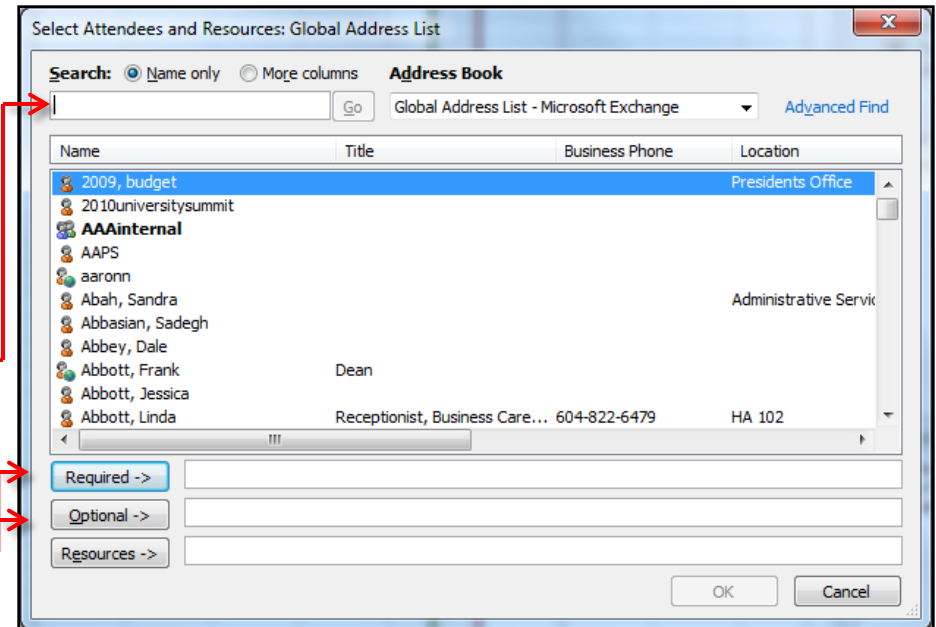 Select Attendees and Resources: Global Address List
Search: Name only More columns Address Book
Go Global Address List - Microsoft Exchange Advanced Find
Name Title Business Phone Location
2009, budget Presidents Office
2010universitysummit
AAAinternal
AAPS
aaronn
Abah, Sandra Administrative Servic
Abbasian, Sadegh
Abbey, Dale
Abbott, Frank Dean
Abbott, Jessica
Abbott, Linda Receptionist, Business Care... 604-822-6479 HA 102
Required ->
Optional ->
Resources ->
OK Cancel